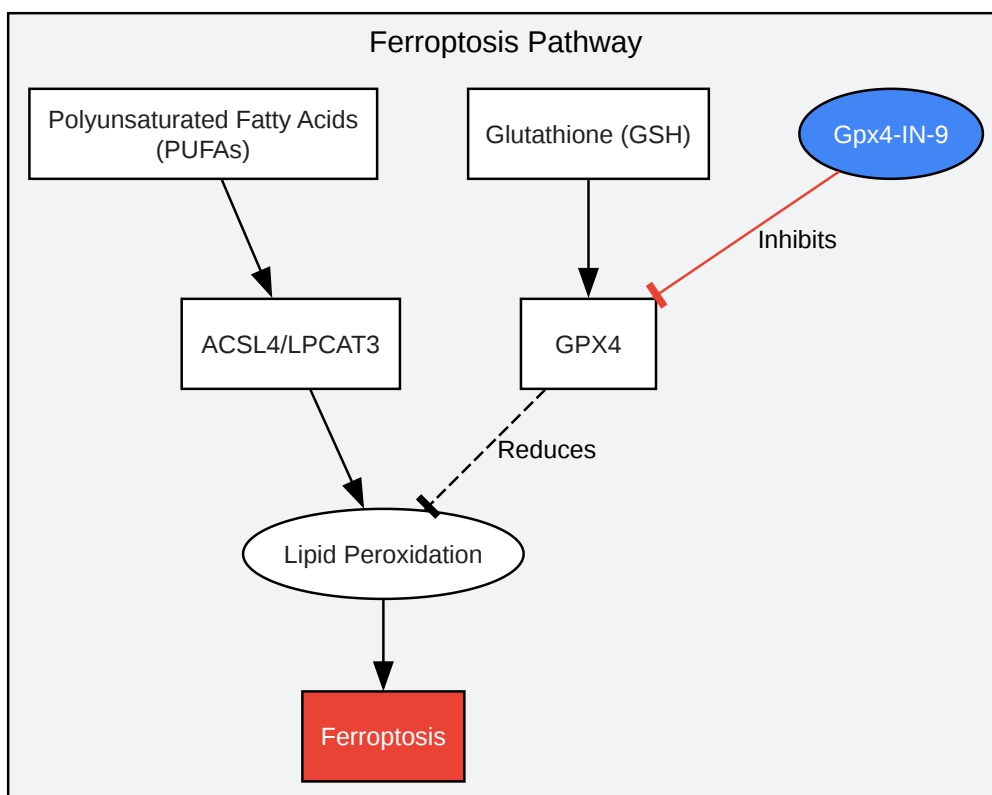 Ferroptosis Pathway
Polyunsaturated Fatty Acids
(PUFAs)
Glutathione (GSH)
Gpx4-IN-9
Inhibits
ACSL4/LPCAT3
GPX4
Reduces
Lipid Peroxidation
Ferroptosis